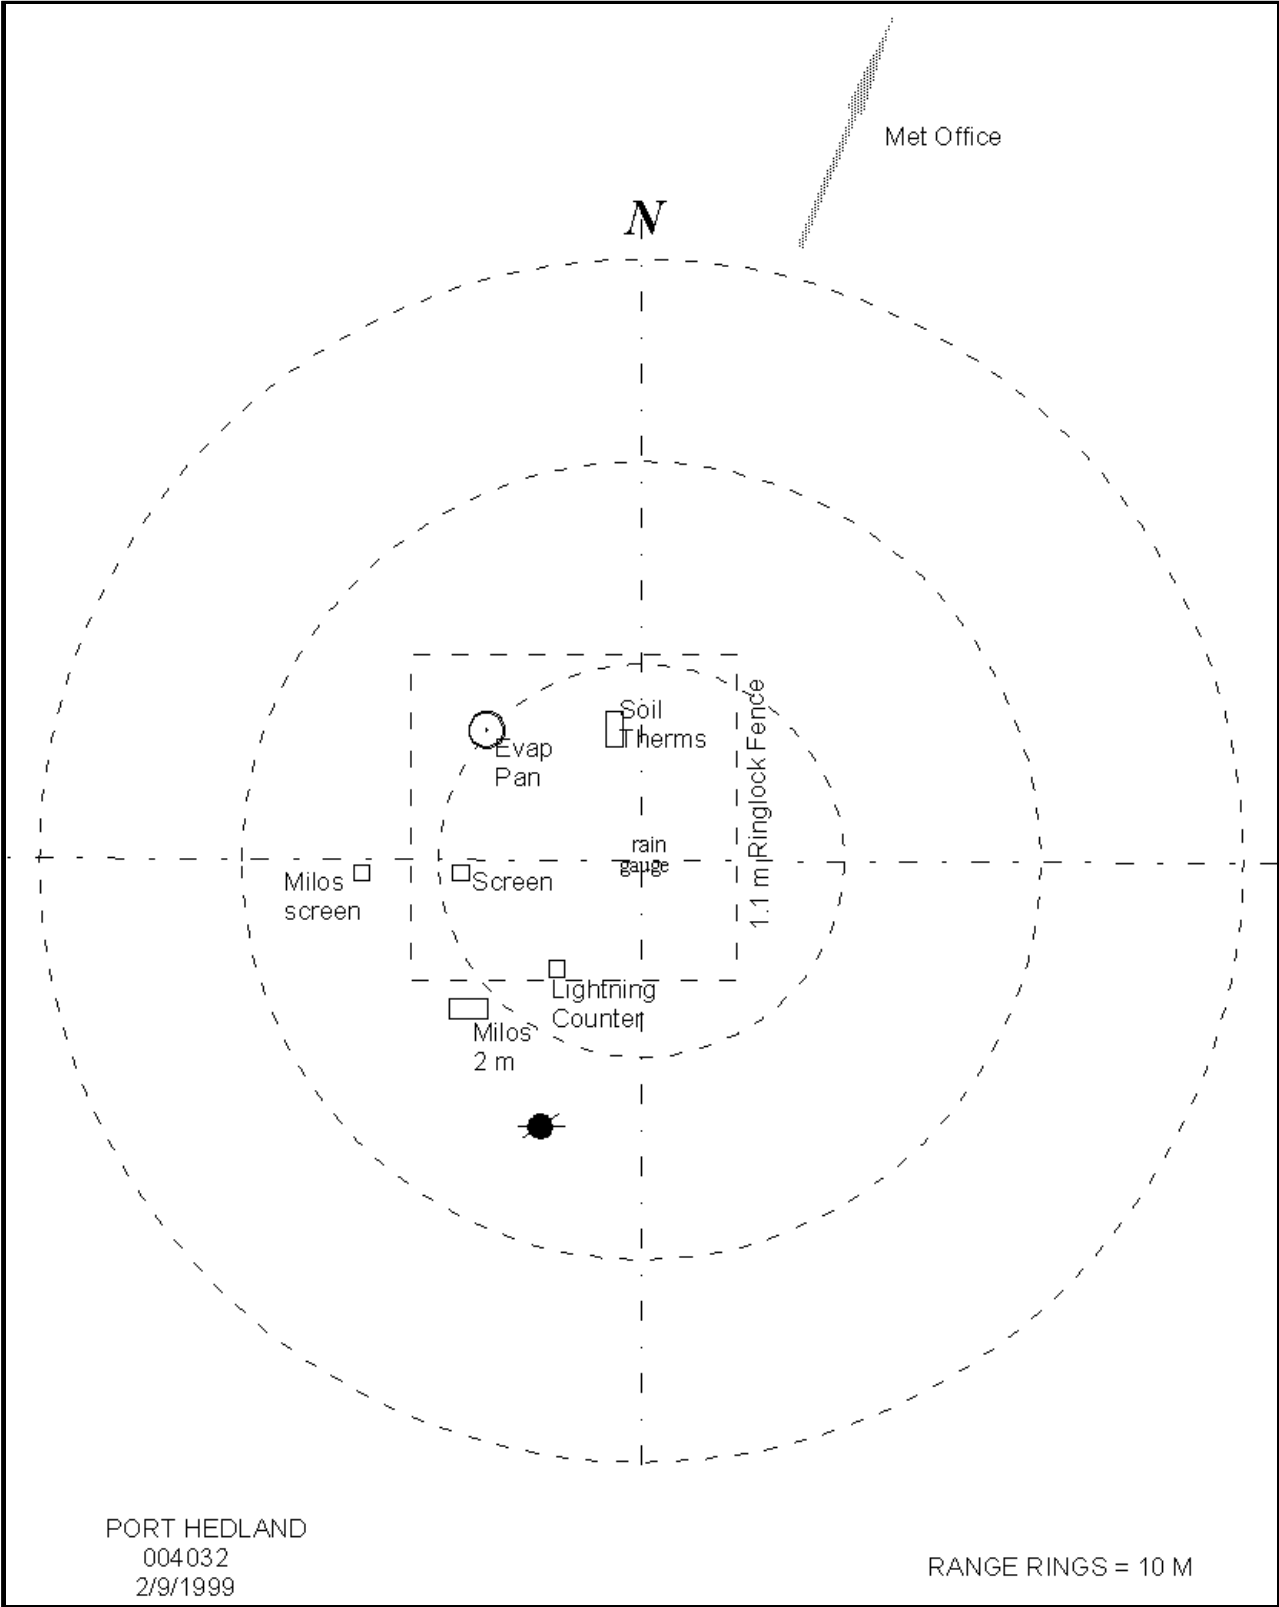 Met Office
N
Soil
Therms
Evap
Pan
1.1 m Ringlock Fence
rain
gauge
Milos
screen
Screen
Lightning
Counter
Milos
2 m
PORT HEDLAND
004032
2/9/1999
RANGE RINGS = 10 M